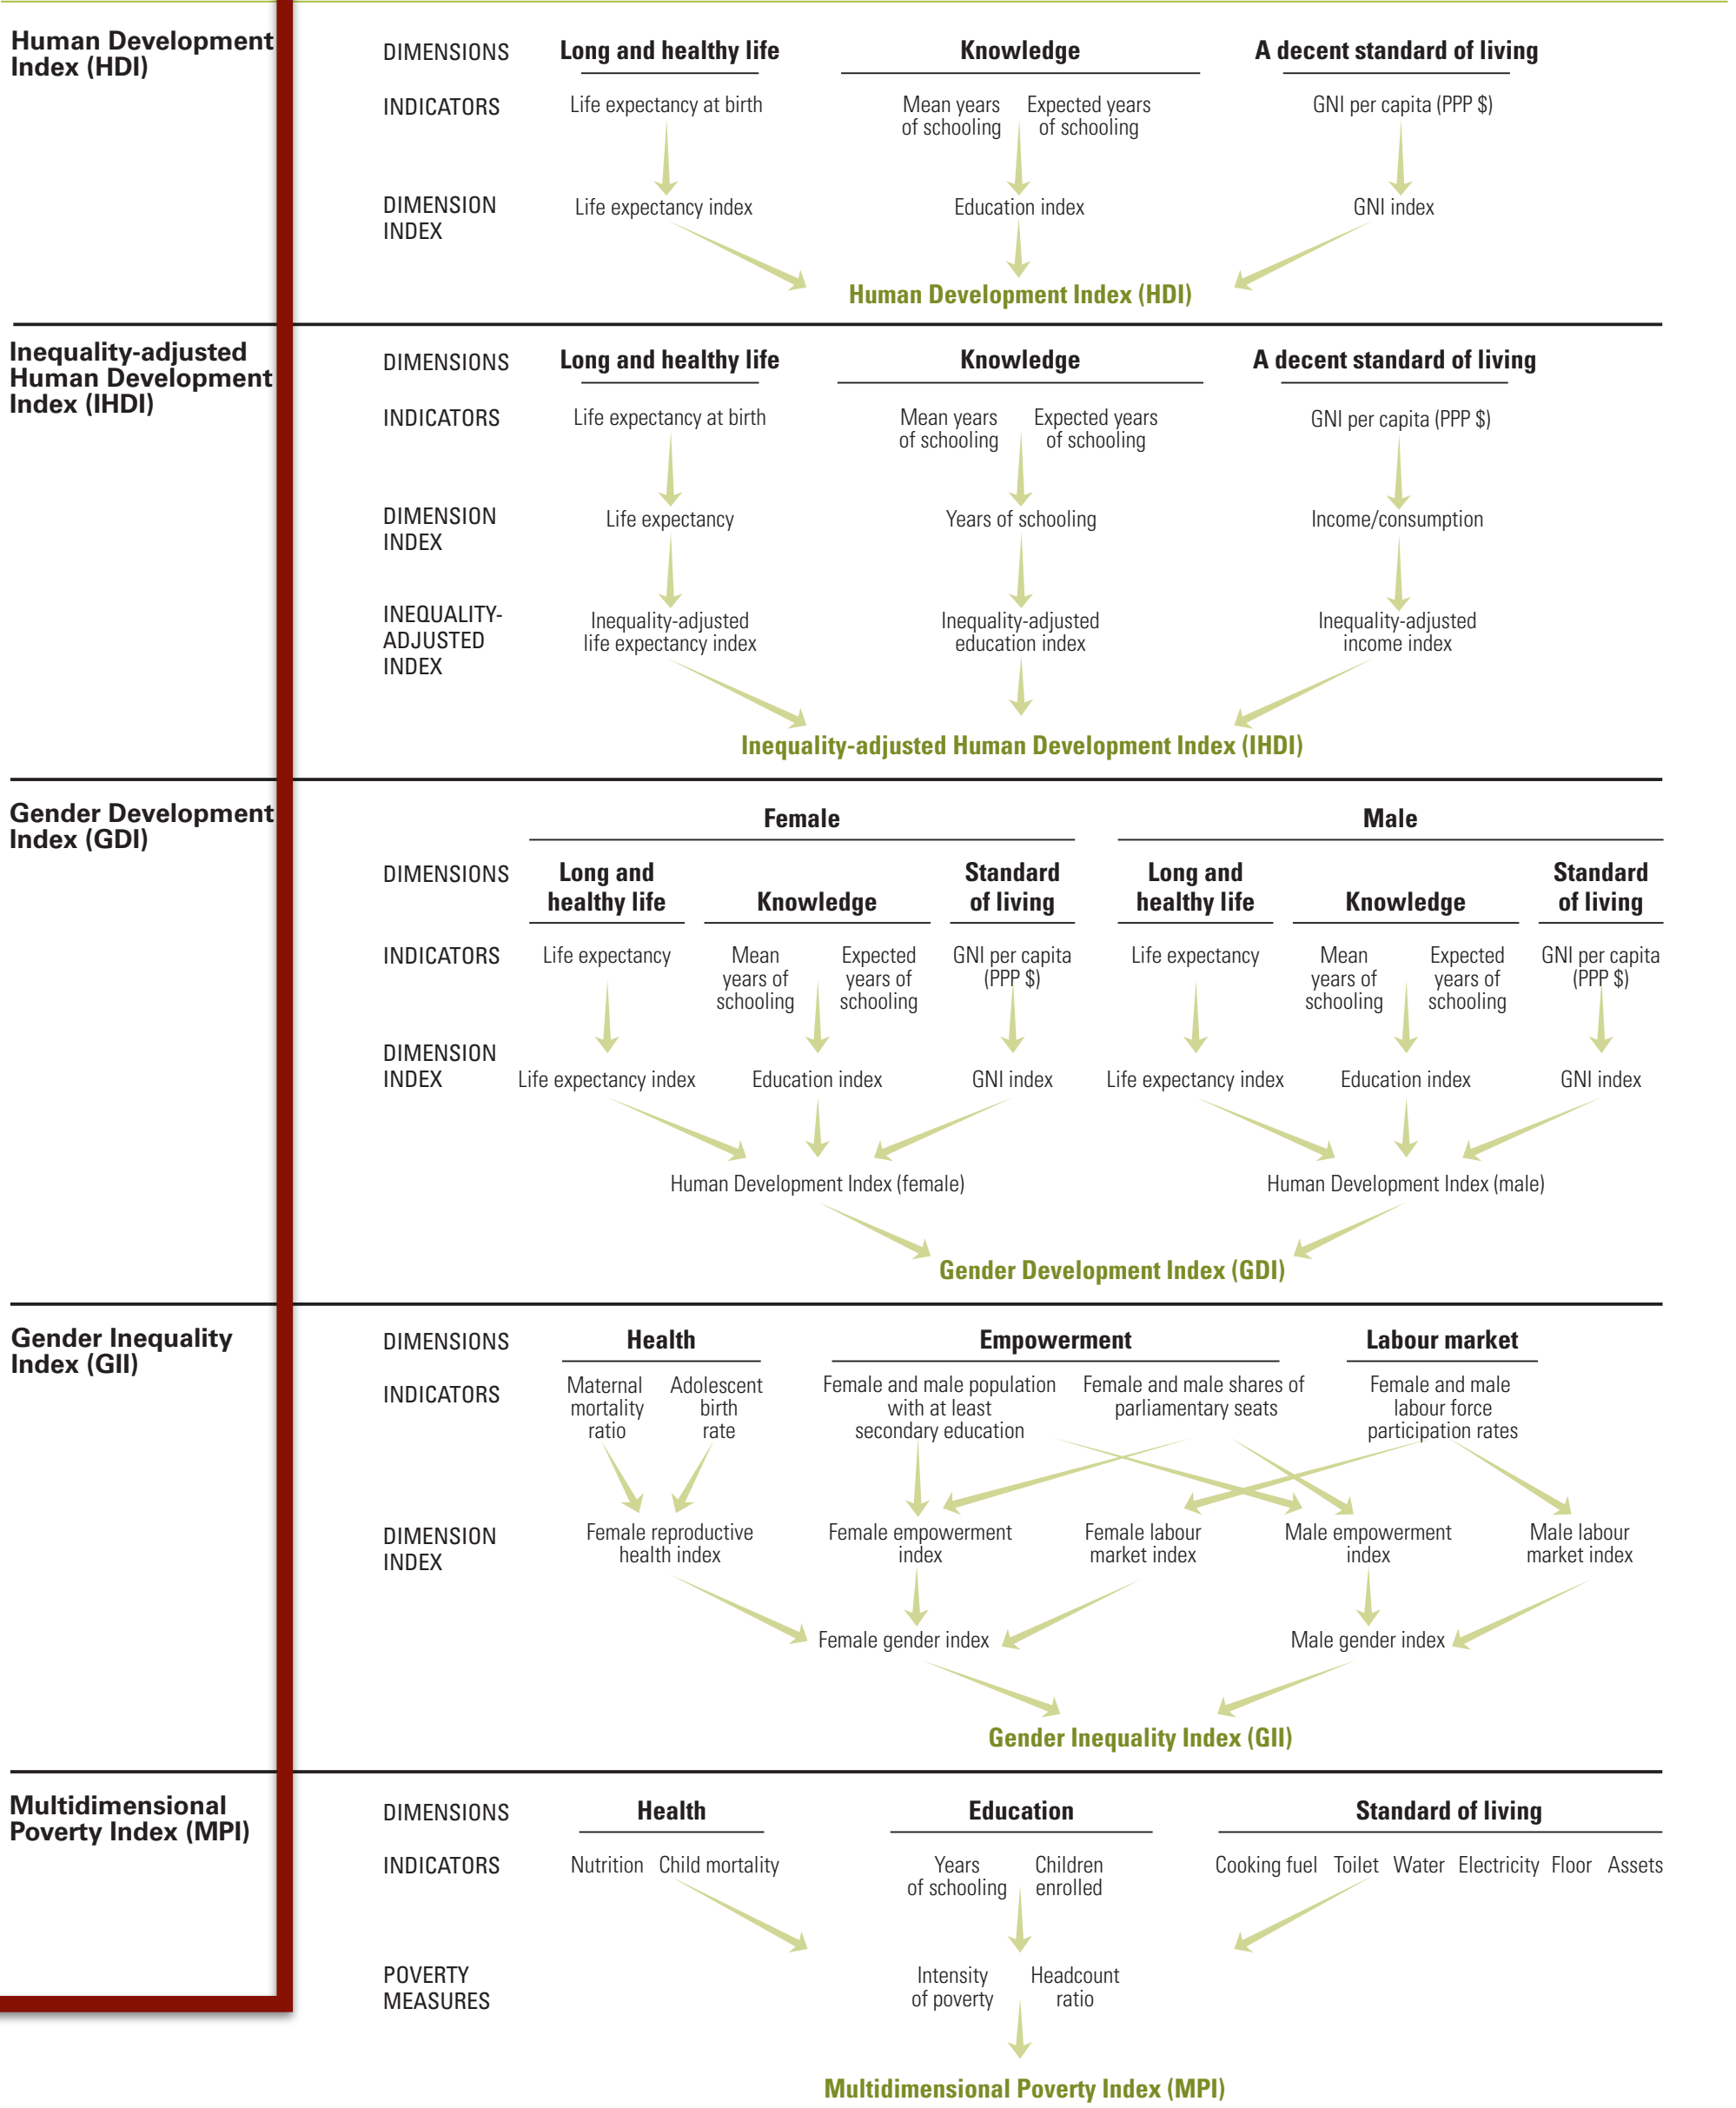 Human Development
Index (HDI)
DIMENSIONS
Long and healthy life
Knowledge
A decent standard of living
INDICATORS
Life expectancy at birth
Mean years
of schooling
Expected years
of schooling
GNI per capita (PPP $)
DIMENSION
INDEX
Life expectancy index
Education index
GNI index
Human Development Index (HDI)
Inequality-adjusted
Human Development
Index (IHDI)
DIMENSIONS
Long and healthy life
Knowledge
A decent standard of living
INDICATORS
Life expectancy at birth
Mean years
of schooling
Expected years
of schooling
GNI per capita (PPP $)
DIMENSION
INDEX
Life expectancy
Years of schooling
Income/consumption
INEQUALITY-
ADJUSTED
INDEX
Inequality-adjusted
life expectancy index
Inequality-adjusted
education index
Inequality-adjusted
income index
Inequality-adjusted Human Development Index (IHDI)
Gender Development
Index (GDI)
Female
Male
DIMENSIONS
Long and
healthy life
Knowledge
Standard
of living
Long and
healthy life
Knowledge
Standard
of living
INDICATORS
Life expectancy
Mean
years of
schooling
Expected
years of
schooling
GNI per capita
(PPP $)
Life expectancy
Mean
years of
schooling
Expected
years of
schooling
GNI per capita
(PPP $)
DIMENSION
INDEX
Life expectancy index
Education index
GNI index
Life expectancy index
Education index
GNI index
Human Development Index (female)
Human Development Index (male)
Gender Development Index (GDI)
Gender Inequality
Index (GII)
DIMENSIONS
Health
Empowerment
Labour market
INDICATORS
Maternal
mortality
ratio
Adolescent
birth
rate
Female and male population
with at least
secondary education
Female and male shares of
parliamentary seats
Female and male
labour force
participation rates
DIMENSION
INDEX
Female reproductive
health index
Female empowerment
index
Female labour
market index
Male empowerment
index
Male labour
market index
Female gender index
Male gender index
Gender Inequality Index (GII)
Multidimensional
Poverty Index (MPI)
DIMENSIONS
Health
Education
Standard of living
INDICATORS
Nutrition
Child mortality
Years
of schooling
Children
enrolled
Cooking fuel
Toilet
Water
Electricity
Floor
Assets
POVERTY
MEASURES
Intensity
of poverty
Headcount
ratio
Multidimensional Poverty Index (MPI)